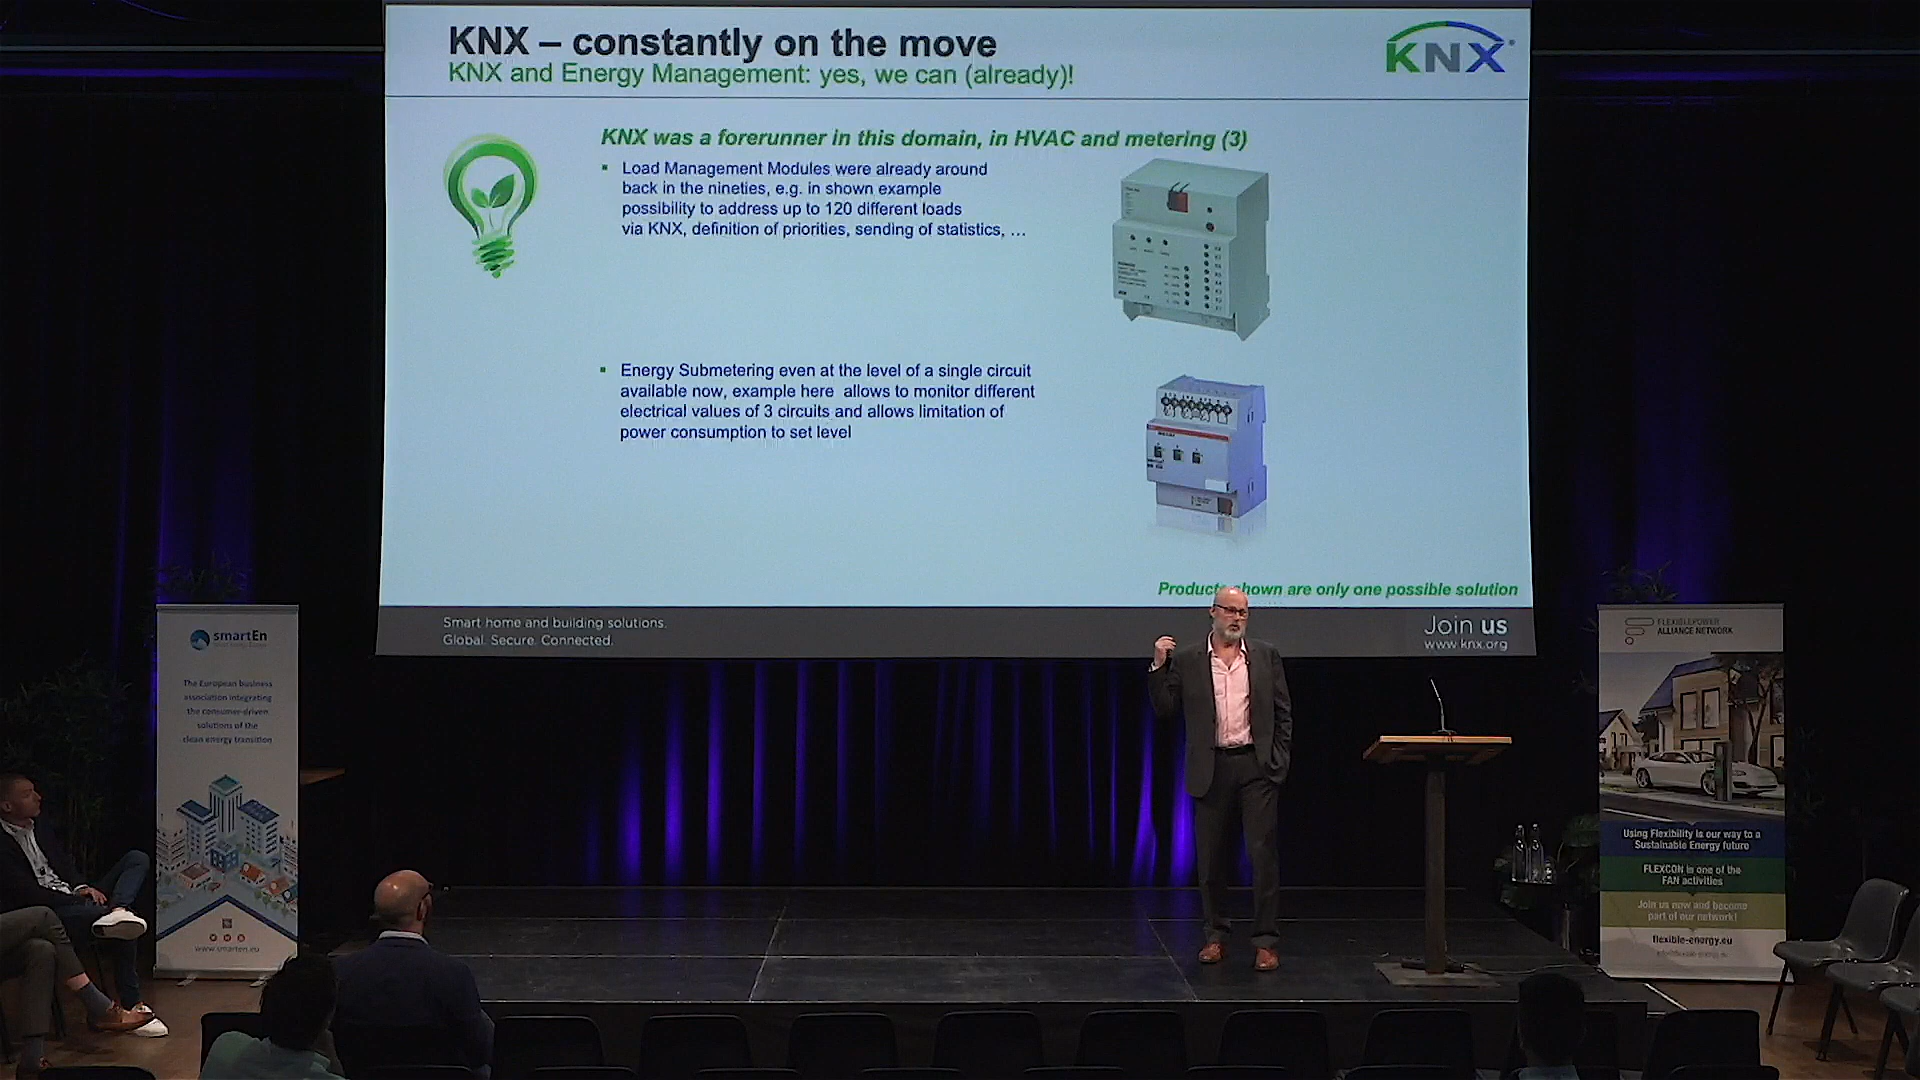 KNX – constantly on the move
KNX and Energy Management: yes, we can (already)!
KNX
KNX was a forerunner in this domain, in HVAC and metering (3)
Load Management Modules were already around
back in the nineties, e.g. in shown example
possibility to address up to 120 different loads
via KNX, definition of priorities, sending of statistics, …
Energy Submetering even at the level of a single circuit
available now, example here allows to monitor different
electrical values of 3 circuits and allows limitation of
power consumption to set level
are only one possible solution
Smart home and building solutions.
Global. Secure. Connected.
Join us
www.knx.org
smartEn
The European business
association integrating
the consumer-driven
solutions of the
clean energy transition
www.smarten.eu
FLEXIBLEPOWER
ALLIANCE NETWORK
Using Flexibility is our way to a
Sustainable Energy future
FLEXCON is one of the
FAN activities
Join us now and become
part of our network!
flexible-energy.eu